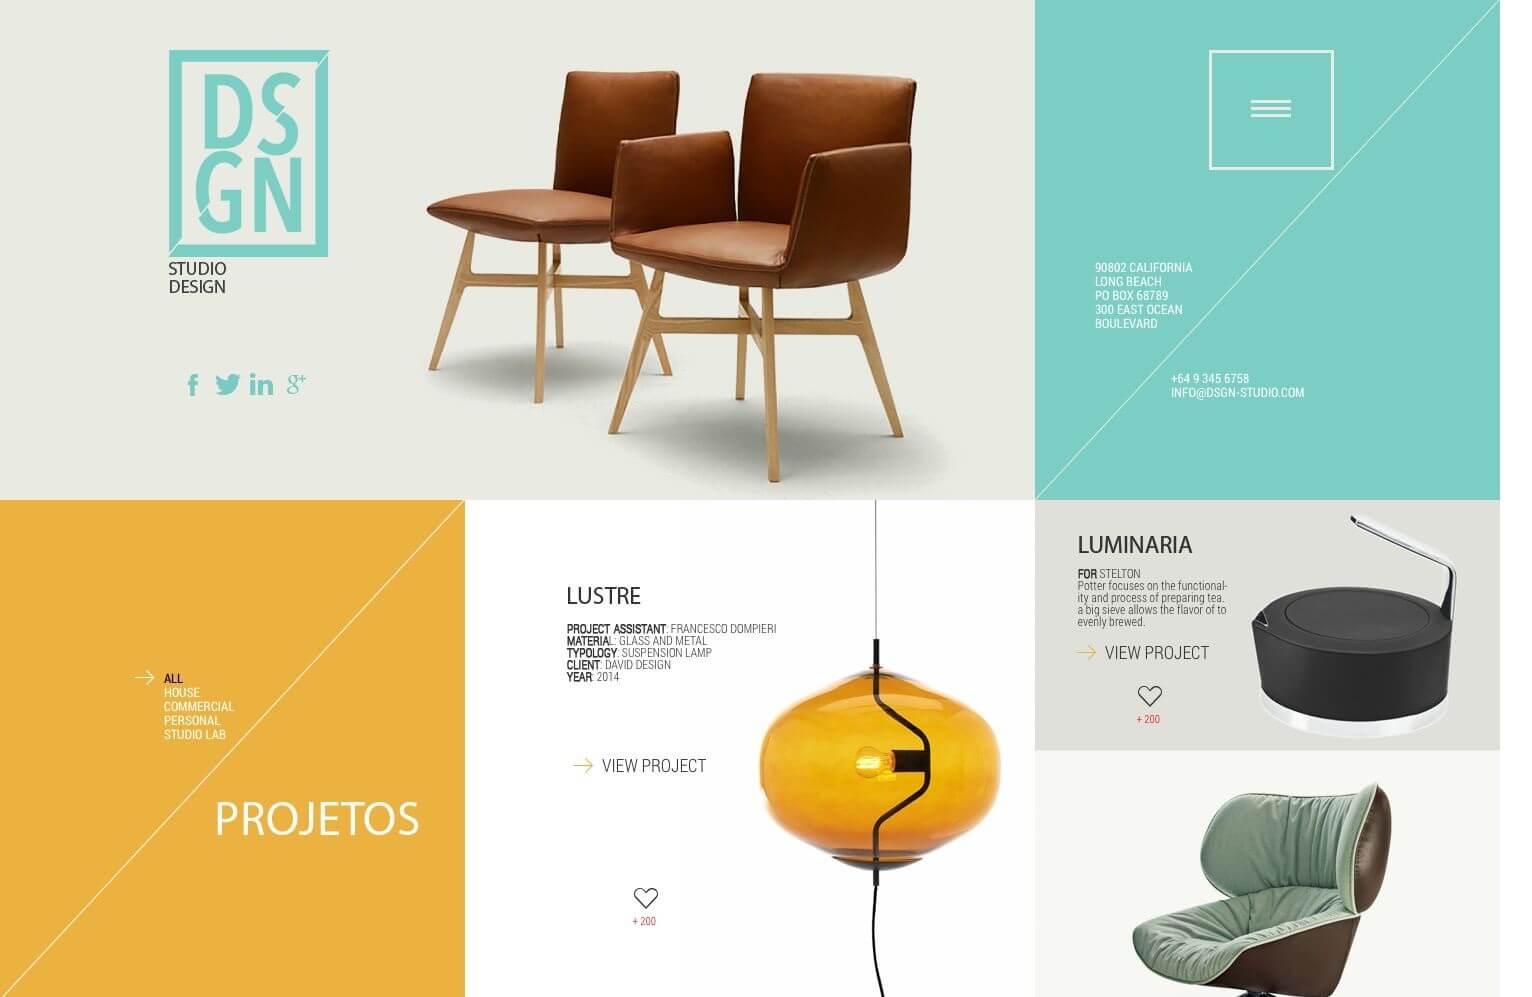 DS
GN
STUDIO
DESIGN
90802 CALIFORNIA
LONG BEACH
PO BOX 68789
300 EAST OCEAN
BOULEVARD
+64 9 345 6758
INFO@DSGN-STUDIO.COM
ALL
HOUSE
COMMERCIAL
PERSONAL
STUDIO LAB
PROJETOS
LUSTRE
PROJECT ASSISTANT: FRANCESCO DOMPIERI
MATERIAL: GLASS AND METAL
TYPOLOGY: SUSPENSION LAMP
CLIENT: DAVID DESIGN
YEAR: 2014
VIEW PROJECT
+ 200
LUMINARIA
FOR STELTON
Potter focuses on the functional-
ity and process of preparing tea.
a big sieve allows the flavor of to
evenly brewed.
VIEW PROJECT
+ 200